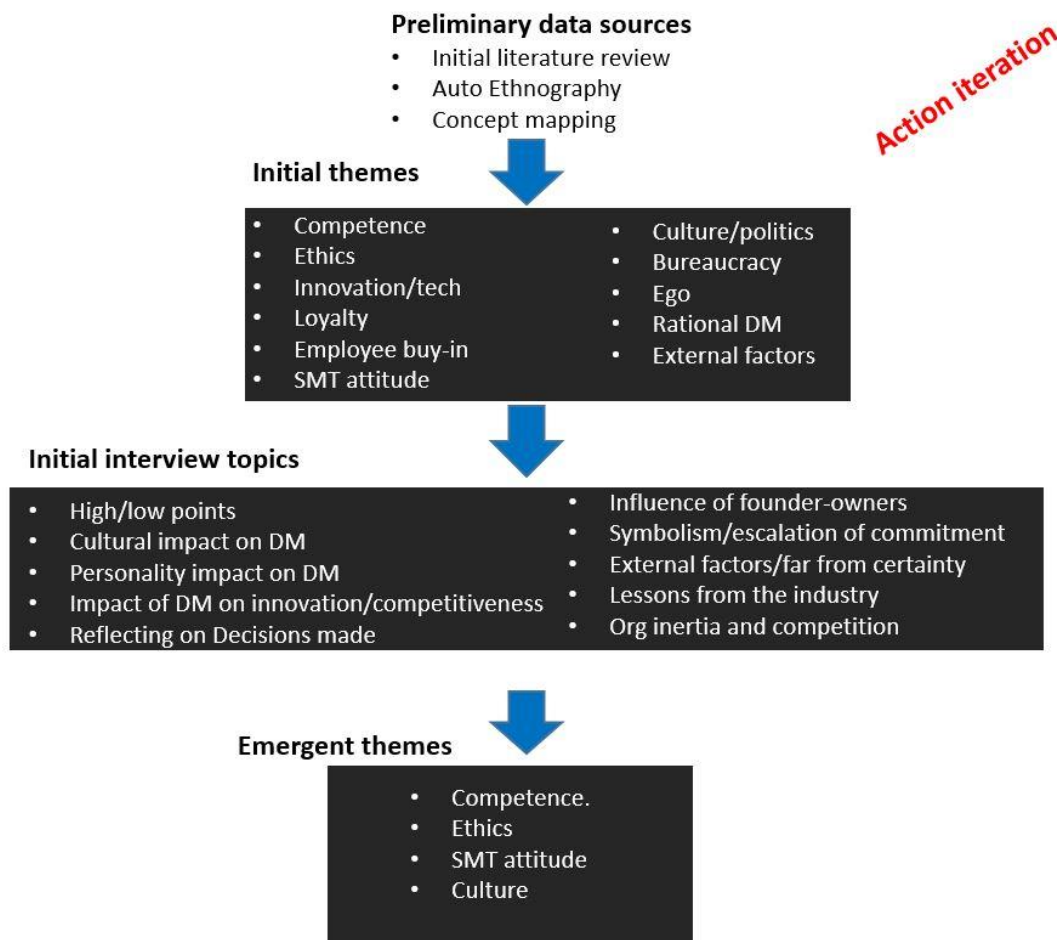 Preliminary data sources
• Initial literature review
• Auto Ethnography
• Concept mapping
Action iteration
Initial themes
• Competence
• Ethics
• Innovation/tech
• Loyalty
• Employee buy-in
• SMT attitude
• Culture/politics
• Bureaucracy
• Ego
• Rational DM
• External factors
Initial interview topics
• High/low points
• Cultural impact on DM
• Personality impact on DM
• Impact of DM on innovation/competitiveness
• Reflecting on Decisions made
• Influence of founder-owners
• Symbolism/escalation of commitment
• External factors/far from certainty
• Lessons from the industry
• Org inertia and competition
Emergent themes
• Competence.
• Ethics
• SMT attitude
• Culture